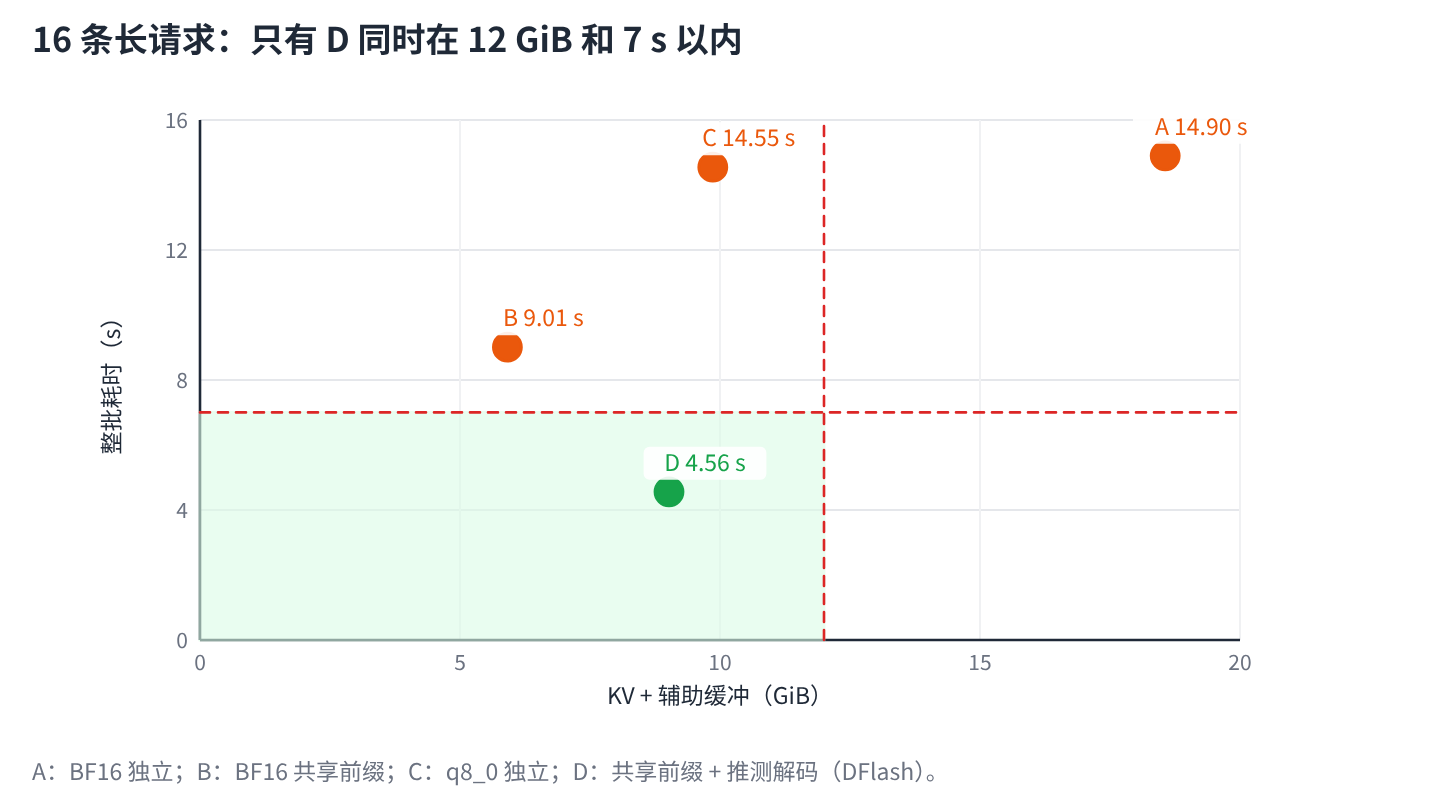 16 条长请求：只有 D 同时在 12 GiB 和 7 s 以内
16
C 14.55 s
A 14.90 s
12
B 9.01 s
整批耗时（s）
8
D 4.56 s
4
0
0
5
10
15
20
KV + 辅助缓冲（GiB）
A：BF16 独立；B：BF16 共享前缀；C：q8_0 独立；D：共享前缀 + 推测解码（DFlash）。